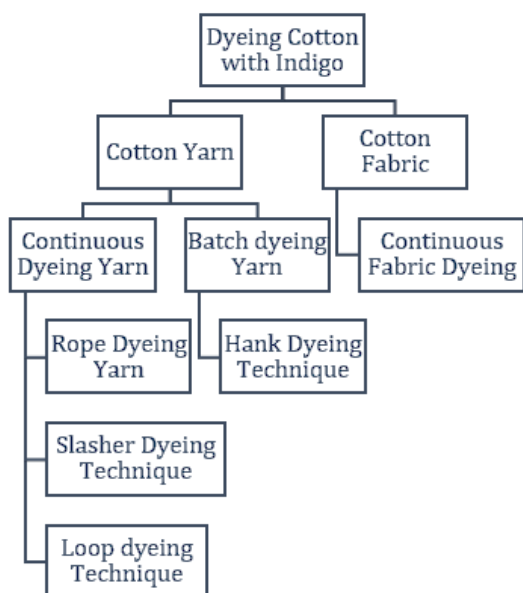 Dyeing Cotton
with Indigo
Cotton Yarn
Cotton
Fabric
Continuous
Dyeing Yarn
Batch dyeing
Yarn
Continuous
Fabric Dyeing
Rope Dyeing
Yarn
Hank Dyeing
Technique
Slasher Dyeing
Technique
Loop dyeing
Technique